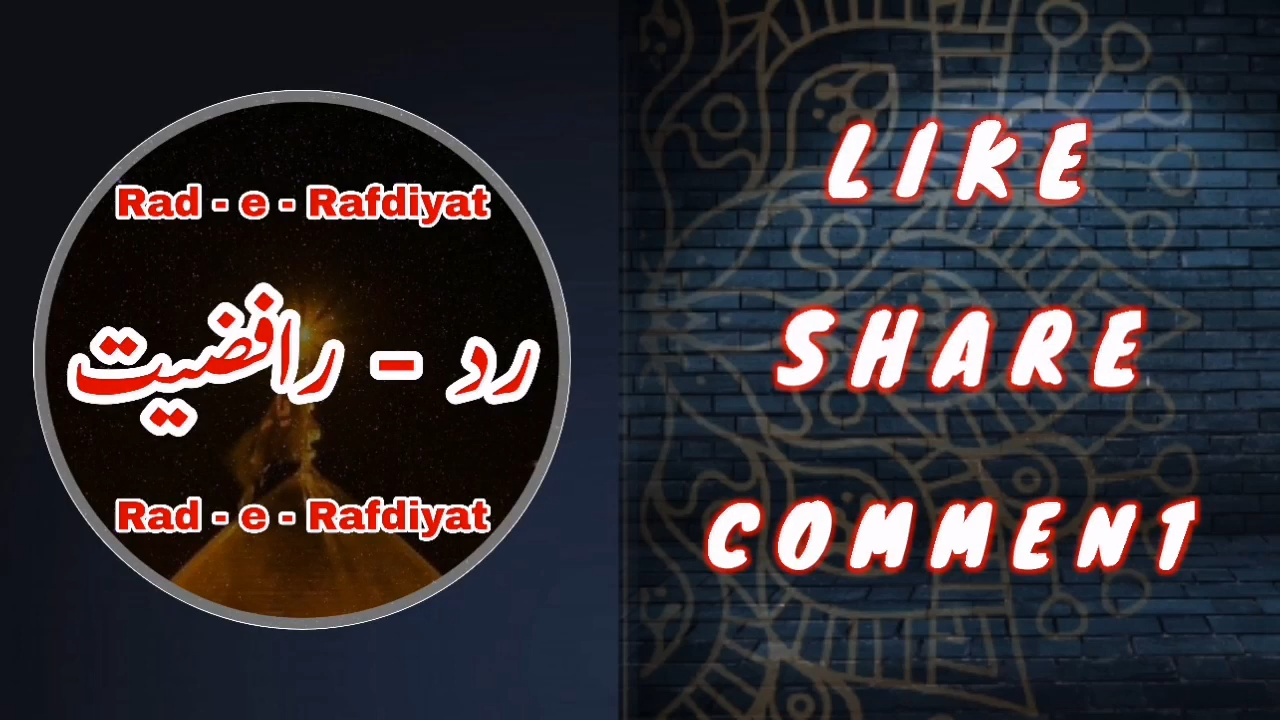 Rad - e - Rafdiyat
رد - رافضیت
Rad - e - Rafdiyat
LIKE
SHARE
COMMENT